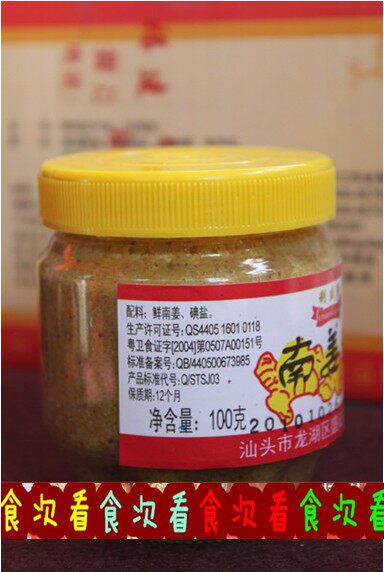 配料：鲜南姜、碘盐。
生产许可证号：QS4405 1601 0118
粤卫食证字[2004]第0507A00151号
标准备案号：QB/440500673985
产品标准代号：Q/STSJ03
保质期：12个月
净含量：100克
南姜
汕头市龙湖区
食次看食次看食次看食次看